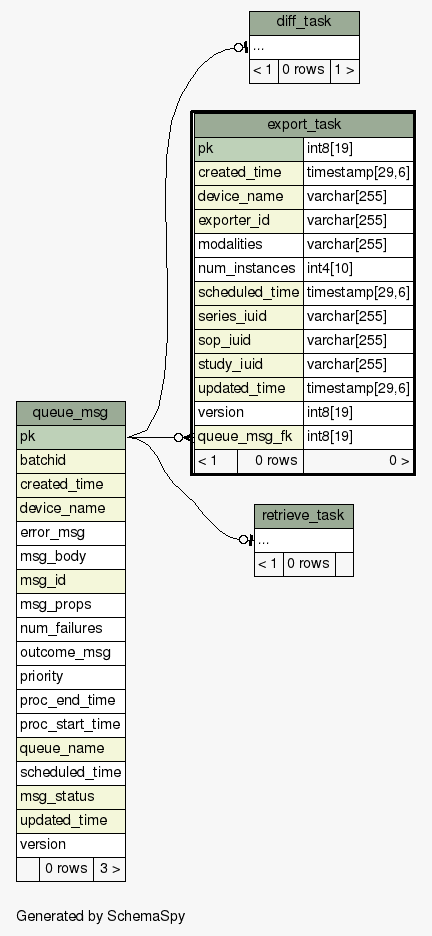 diff_task
...
< 1 0 rows 1 >
export_task
pk int8[19]
created_time timestamp[29,6]
device_name varchar[255]
exporter_id varchar[255]
modalities varchar[255]
num_instances int4[10]
scheduled_time timestamp[29,6]
series_iuid varchar[255]
sop_iuid varchar[255]
study_iuid varchar[255]
updated_time timestamp[29,6]
version int8[19]
queue_msg_fk int8[19]
< 1 0 rows 0 >
queue_msg
pk
batchid
created_time
device_name
error_msg
msg_body
msg_id
msg_props
num_failures
outcome_msg
priority
proc_end_time
proc_start_time
queue_name
scheduled_time
msg_status
updated_time
version
0 rows 3 >
retrieve_task
...
< 1 0 rows
Generated by SchemaSpy